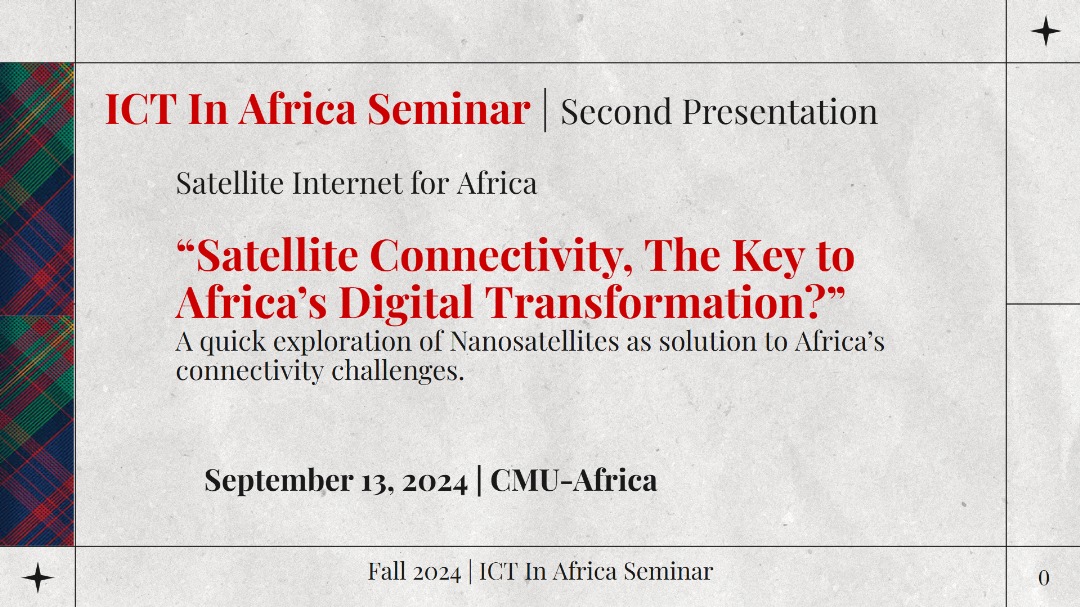 ICT In Africa Seminar | Second Presentation
Satellite Internet for Africa
“Satellite Connectivity, The Key to
Africa’s Digital Transformation?”
A quick exploration of Nanosatellites as solution to Africa’s
connectivity challenges.
September 13, 2024 | CMU-Africa
Fall 2024 | ICT In Africa Seminar
0